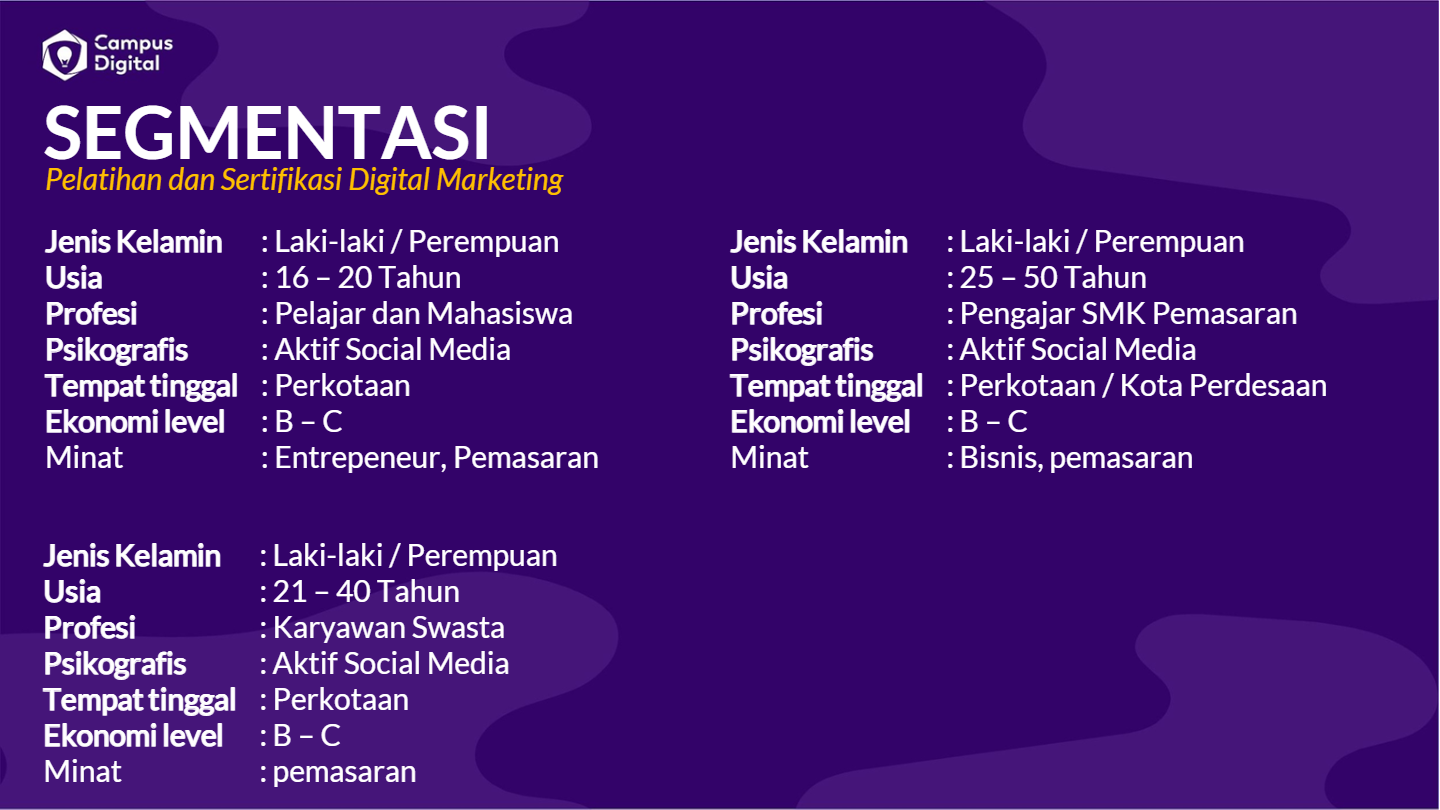 Campus
Digital
SEGMENTASI
Pelatihan dan Sertifikasi Digital Marketing
Jenis Kelamin : Laki-laki / Perempuan
Usia : 16 – 20 Tahun
Profesi : Pelajar dan Mahasiswa
Psikografis : Aktif Social Media
Tempat tinggal : Perkotaan
Ekonomi level : B – C
Minat : Entrepeneur, Pemasaran
Jenis Kelamin : Laki-laki / Perempuan
Usia : 25 – 50 Tahun
Profesi : Pengajar SMK Pemasaran
Psikografis : Aktif Social Media
Tempat tinggal : Perkotaan / Kota Perdesaan
Ekonomi level : B – C
Minat : Bisnis, pemasaran
Jenis Kelamin : Laki-laki / Perempuan
Usia : 21 – 40 Tahun
Profesi : Karyawan Swasta
Psikografis : Aktif Social Media
Tempat tinggal : Perkotaan
Ekonomi level : B – C
Minat : pemasaran